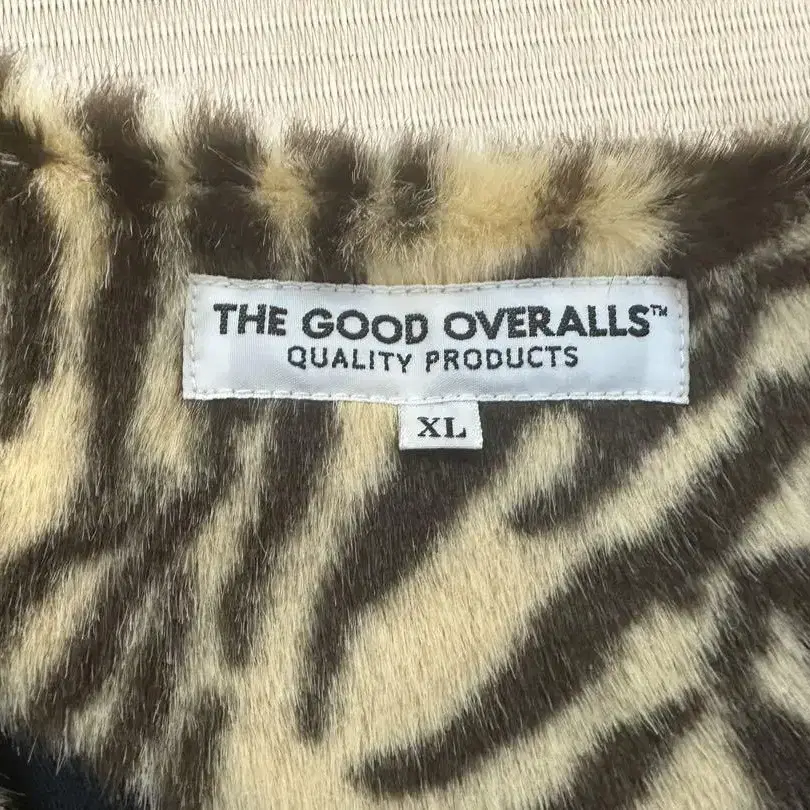 THE GOOD OVERALLS™
QUALITY PRODUCTS
XL